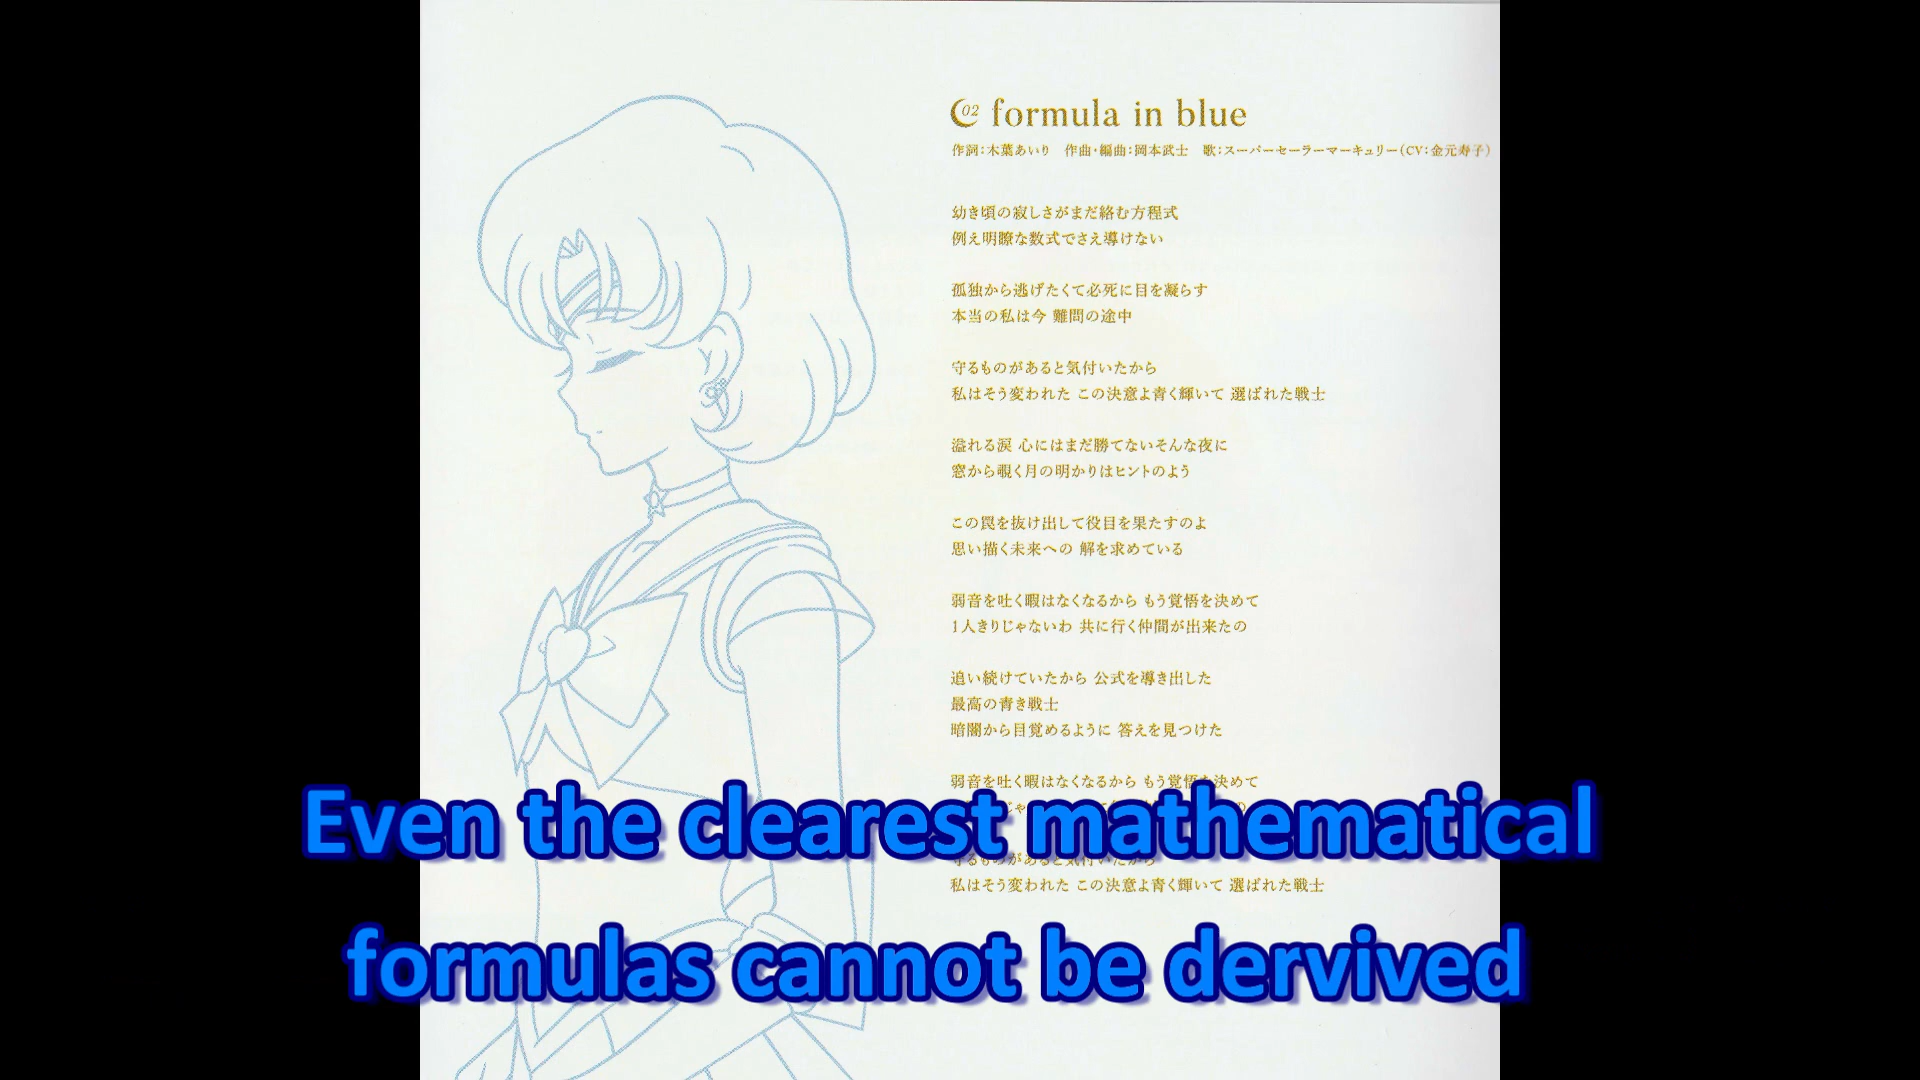 02 formula in blue
作詞:木葉あいり 作曲・編曲:岡本武士 歌:スーパーセーラーマーキュリー(CV:金元寿子)
幼き頃の寂しさがまだ絡む方程式
例え明瞭な数式でさえ導けない
孤独から逃げたくて必死に目を凝らす
本当の私は今 難問の途中
守るものがあると気付いたから
私はそう変われた この決意よ青く輝いて 選ばれた戦士
溢れる涙 心にはまだ勝てないそんな夜に
窓から覗く月の明かりはヒントのよう
この罠を抜け出して役目を果たすのよ
思い描く未来への 解を求めている
弱音を吐く暇はなくなるから もう覚悟を決めて
1人きりじゃないわ 共に行く仲間が出来たの
追い続けていたから 公式を導き出した
最高の青き戦士
暗闇から目覚めるように 答えを見つけた
弱音を吐く暇はなくなるから もう覚悟を決めて
Even the clearest mathematical
守るものがあると気付いたから
私はそう変われた この決意よ青く輝いて 選ばれた戦士
formulas cannot be dervived